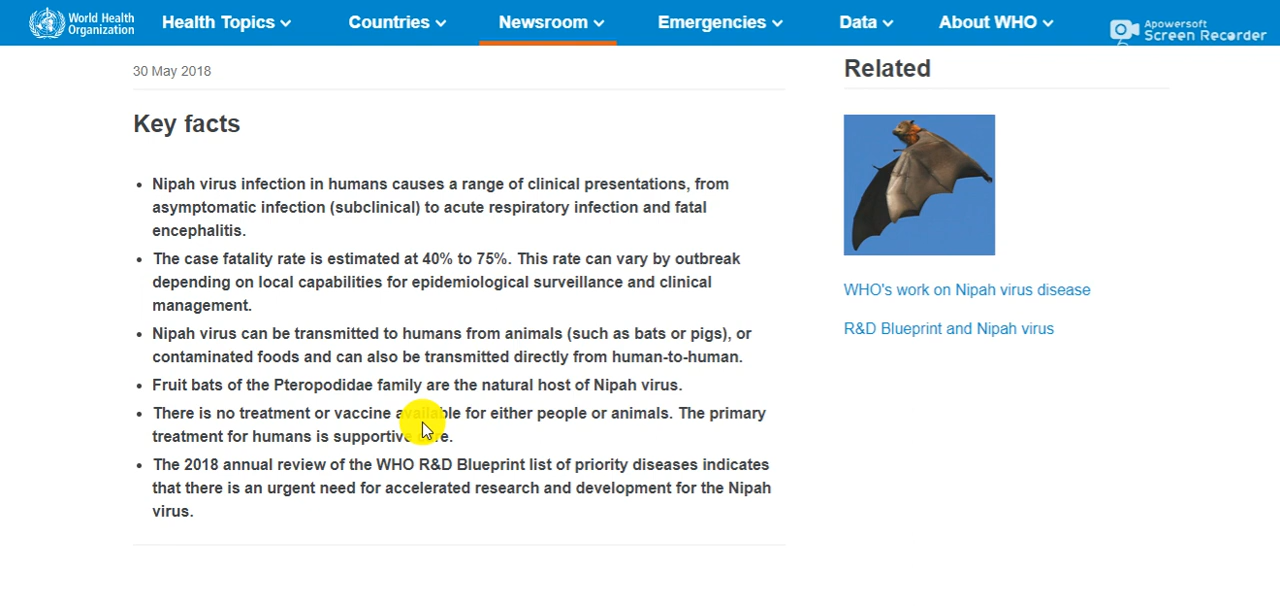 World Health
Organization
Health Topics
Countries
Newsroom
Emergencies
Data
About WHO
Apowersoft
Screen Recorder
30 May 2018
Key facts
Nipah virus infection in humans causes a range of clinical presentations, from
asymptomatic infection (subclinical) to acute respiratory infection and fatal
encephalitis.
The case fatality rate is estimated at 40% to 75%. This rate can vary by outbreak
depending on local capabilities for epidemiological surveillance and clinical
management.
Nipah virus can be transmitted to humans from animals (such as bats or pigs), or
contaminated foods and can also be transmitted directly from human-to-human.
Fruit bats of the Pteropodidae family are the natural host of Nipah virus.
There is no treatment or vaccine available for either people or animals. The primary
treatment for humans is supportive care.
The 2018 annual review of the WHO R&D Blueprint list of priority diseases indicates
that there is an urgent need for accelerated research and development for the Nipah
virus.
Related
WHO's work on Nipah virus disease
R&D Blueprint and Nipah virus